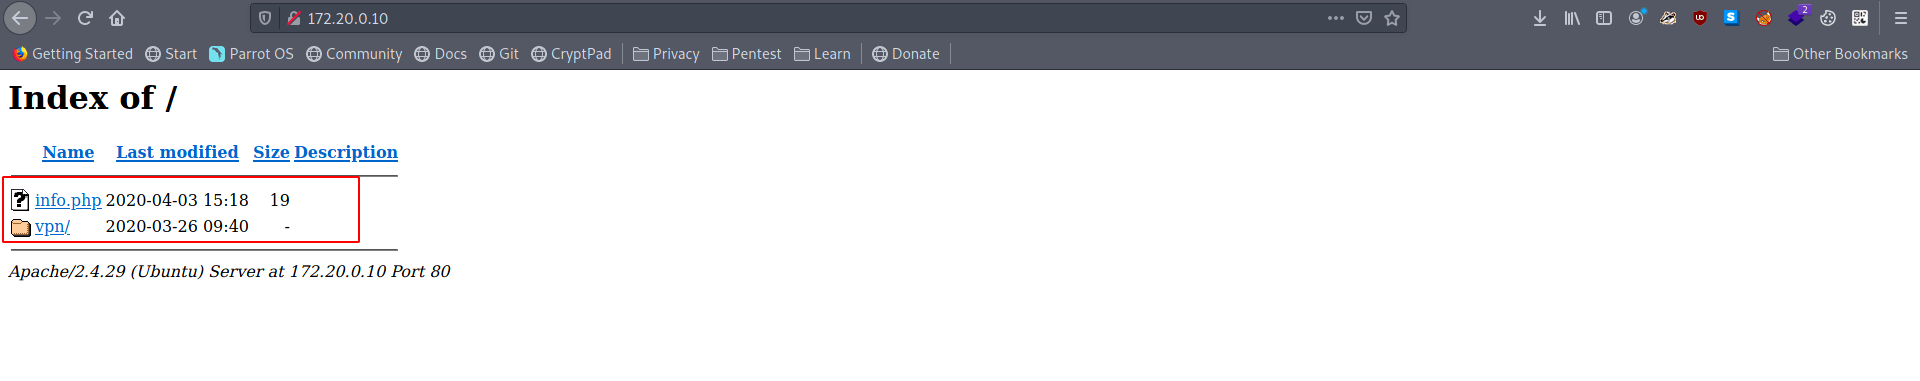 172.20.0.10
2
Getting Started Start Parrot OS Community Docs Git CryptPad Privacy Pentest Learn Donate Other Bookmarks
Index of /
Name Last modified Size Description
info.php 2020-04-03 15:18 19
vpn/ 2020-03-26 09:40 -
Apache/2.4.29 (Ubuntu) Server at 172.20.0.10 Port 80